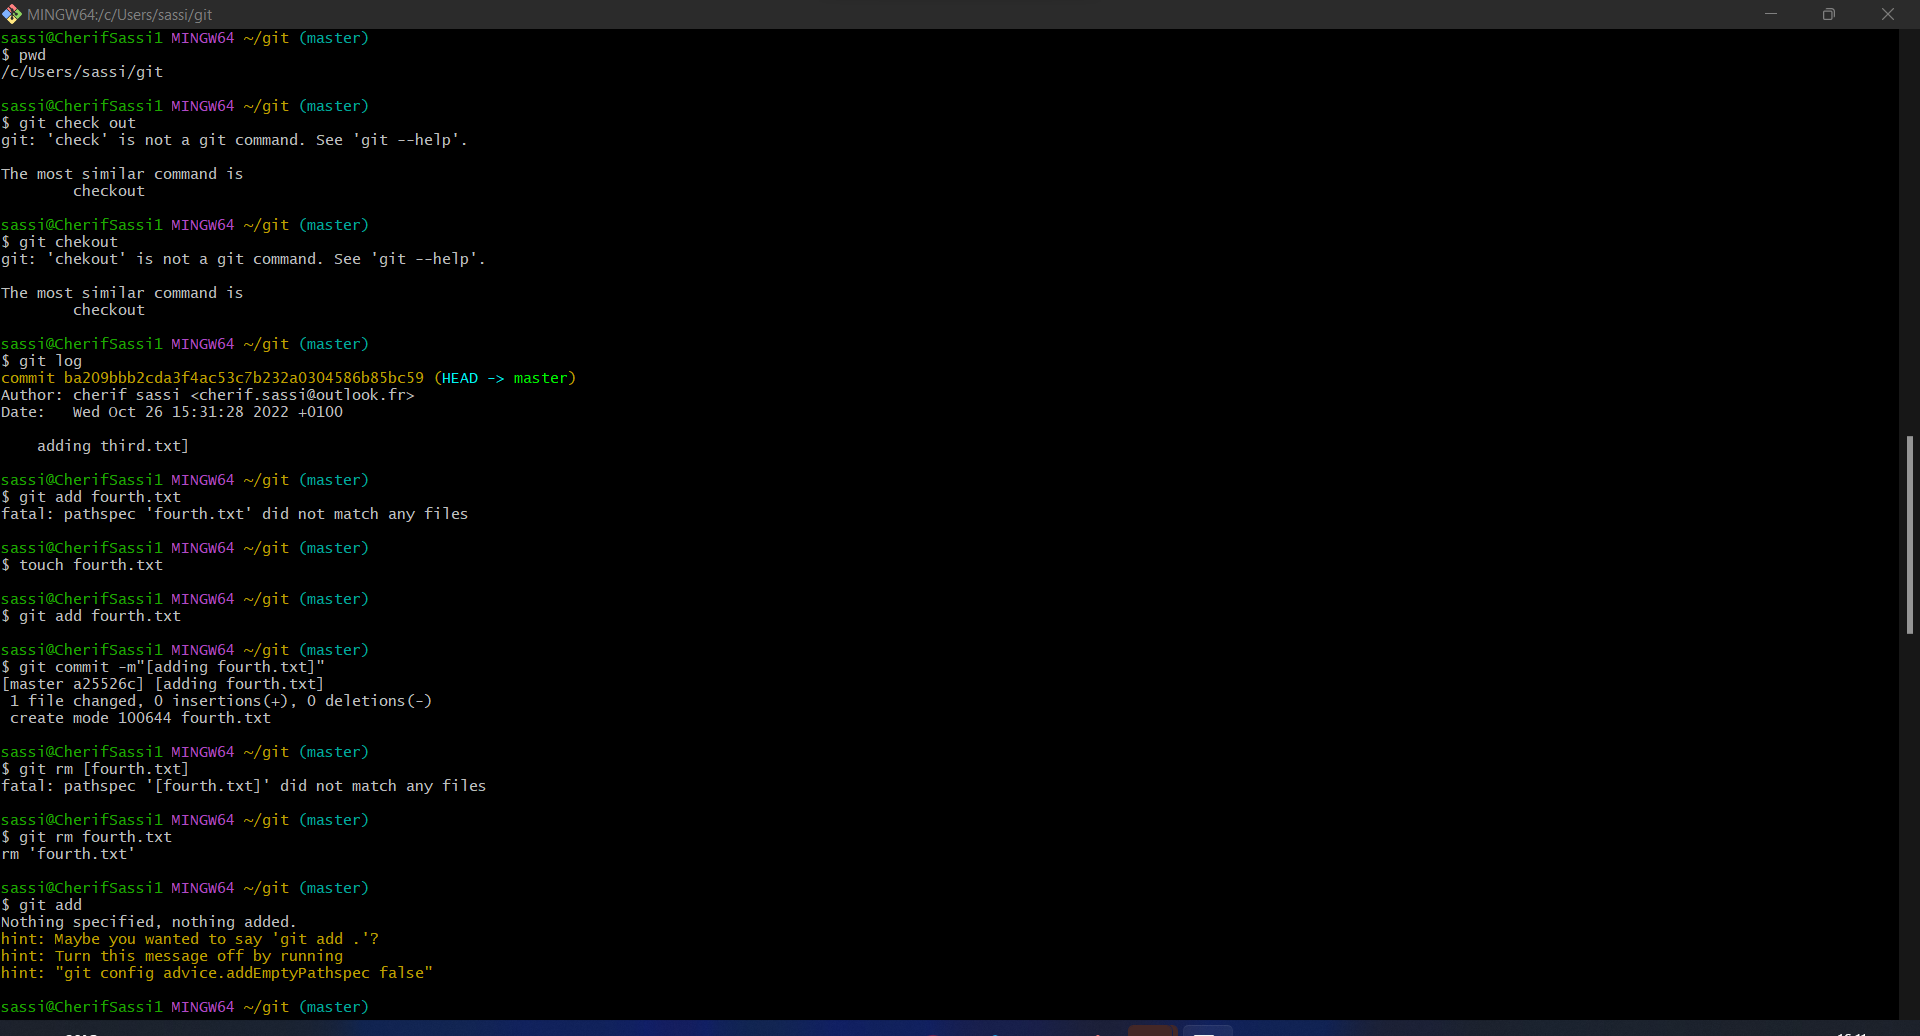 MINGW64:/c/Users/sassi/git
sassi@CherifSassi1 MINGW64 ~/git (master)
$ pwd
/c/Users/sassi/git
sassi@CherifSassi1 MINGW64 ~/git (master)
$ git check out
git: 'check' is not a git command. See 'git --help'.
The most similar command is
checkout
sassi@CherifSassi1 MINGW64 ~/git (master)
$ git chekout
git: 'chekout' is not a git command. See 'git --help'.
The most similar command is
checkout
sassi@CherifSassi1 MINGW64 ~/git (master)
$ git log
commit ba209bbb2cda3f4ac53c7b232a0304586b85bc59 (HEAD -> master)
Author: cherif sassi <cherif.sassi@outlook.fr>
Date:   Wed Oct 26 15:31:28 2022 +0100
adding third.txt]
sassi@CherifSassi1 MINGW64 ~/git (master)
$ git add fourth.txt
fatal: pathspec 'fourth.txt' did not match any files
sassi@CherifSassi1 MINGW64 ~/git (master)
$ touch fourth.txt
sassi@CherifSassi1 MINGW64 ~/git (master)
$ git add fourth.txt
sassi@CherifSassi1 MINGW64 ~/git (master)
$ git commit -m"[adding fourth.txt]"
[master a25526c] [adding fourth.txt]
1 file changed, 0 insertions(+), 0 deletions(-)
create mode 100644 fourth.txt
sassi@CherifSassi1 MINGW64 ~/git (master)
$ git rm [fourth.txt]
fatal: pathspec '[fourth.txt]' did not match any files
sassi@CherifSassi1 MINGW64 ~/git (master)
$ git rm fourth.txt
rm 'fourth.txt'
sassi@CherifSassi1 MINGW64 ~/git (master)
$ git add
Nothing specified, nothing added.
hint: Maybe you wanted to say 'git add .'?
hint: Turn this message off by running
hint: "git config advice.addEmptyPathspec false"
sassi@CherifSassi1 MINGW64 ~/git (master)